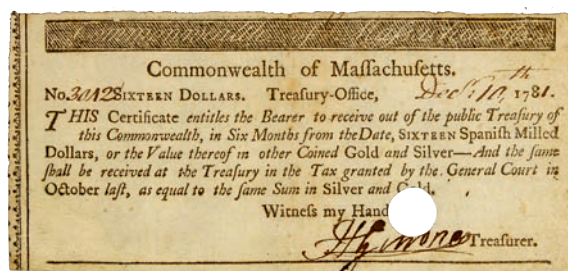 Commonwealth of Maſſachuſetts.
No. 3012 SIXTEEN DOLLARS. Treaſury-Office, Decr. 10th 1781.
THIS Certificate entitles the Bearer to receive out of the public Treaſury of
this Commonwealth, in Six Months from the Date, SIXTEEN Spaniſh Milled
Dollars, or the Value thereof in other Coined Gold and Silver—And the ſame
ſhall be received at the Treaſury in the Tax granted by the General Court in
October laſt, as equal to the ſame Sum in Silver and Gold.
Witneſs my Hand
Treaſurer.